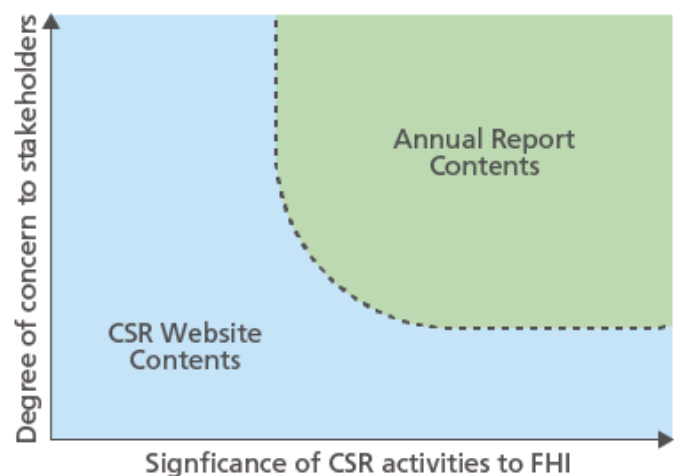 Degree of concern to stakeholders
Annual Report
Contents
CSR Website
Contents
Signficance of CSR activities to FHI